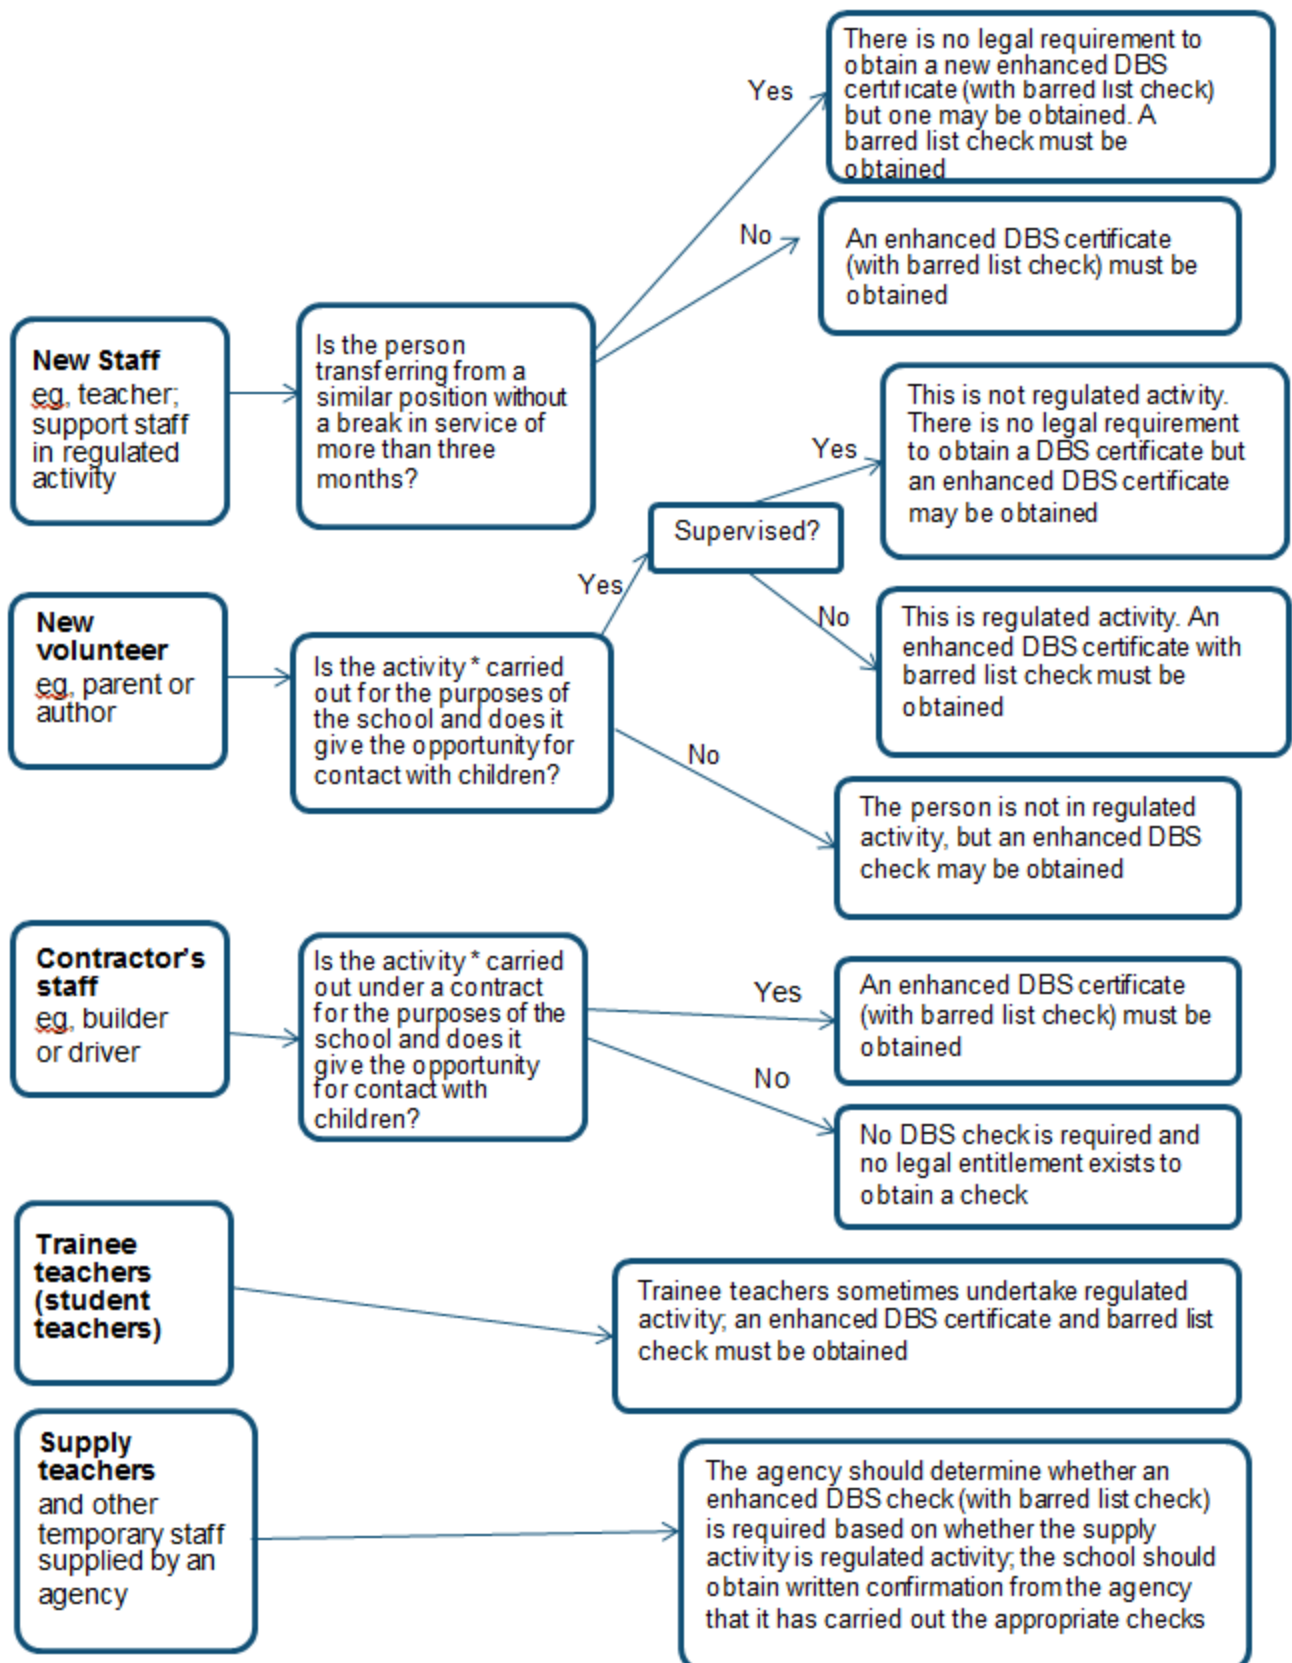 There is no legal requirement to
obtain a new enhanced DBS
certificate (with barred list check)
but one may be obtained. A
barred list check must be
obtained
Yes
No
An enhanced DBS certificate
(with barred list check) must be
obtained
New Staff
eg, teacher;
support staff
in regulated
activity
Is the person
transferring from a
similar position without
a break in service of
more than three
months?
This is not regulated activity.
There is no legal requirement
to obtain a DBS certificate but
an enhanced DBS certificate
may be obtained
Yes
Supervised?
Yes
No
This is regulated activity. An
enhanced DBS certificate with
barred list check must be
obtained
New
volunteer
eg, parent or
author
Is the activity * carried
out for the purposes of
the school and does it
give the opportunity for
contact with children?
No
The person is not in regulated
activity, but an enhanced DBS
check may be obtained
Contractor's
staff
eg, builder
or driver
Is the activity * carried
out under a contract
for the purposes of the
school and does it
give the opportunity
for contact with
children?
Yes
An enhanced DBS certificate
(with barred list check) must be
obtained
No
No DBS check is required and
no legal entitlement exists to
obtain a check
Trainee
teachers
(student
teachers)
Trainee teachers sometimes undertake regulated
activity; an enhanced DBS certificate and barred list
check must be obtained
Supply
teachers
and other
temporary staff
supplied by an
agency
The agency should determine whether an
enhanced DBS check (with barred list check)
is required based on whether the supply
activity is regulated activity; the school should
obtain written confirmation from the agency
that it has carried out the appropriate checks